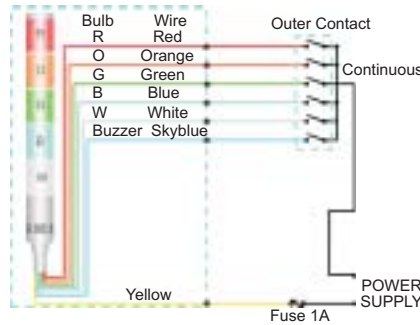 Bulb Wire
R Red
O Orange
G Green
B Blue
W White
Buzzer Skyblue
Outer Contact
Continuous
Yellow
Fuse 1A
POWER
SUPPLY